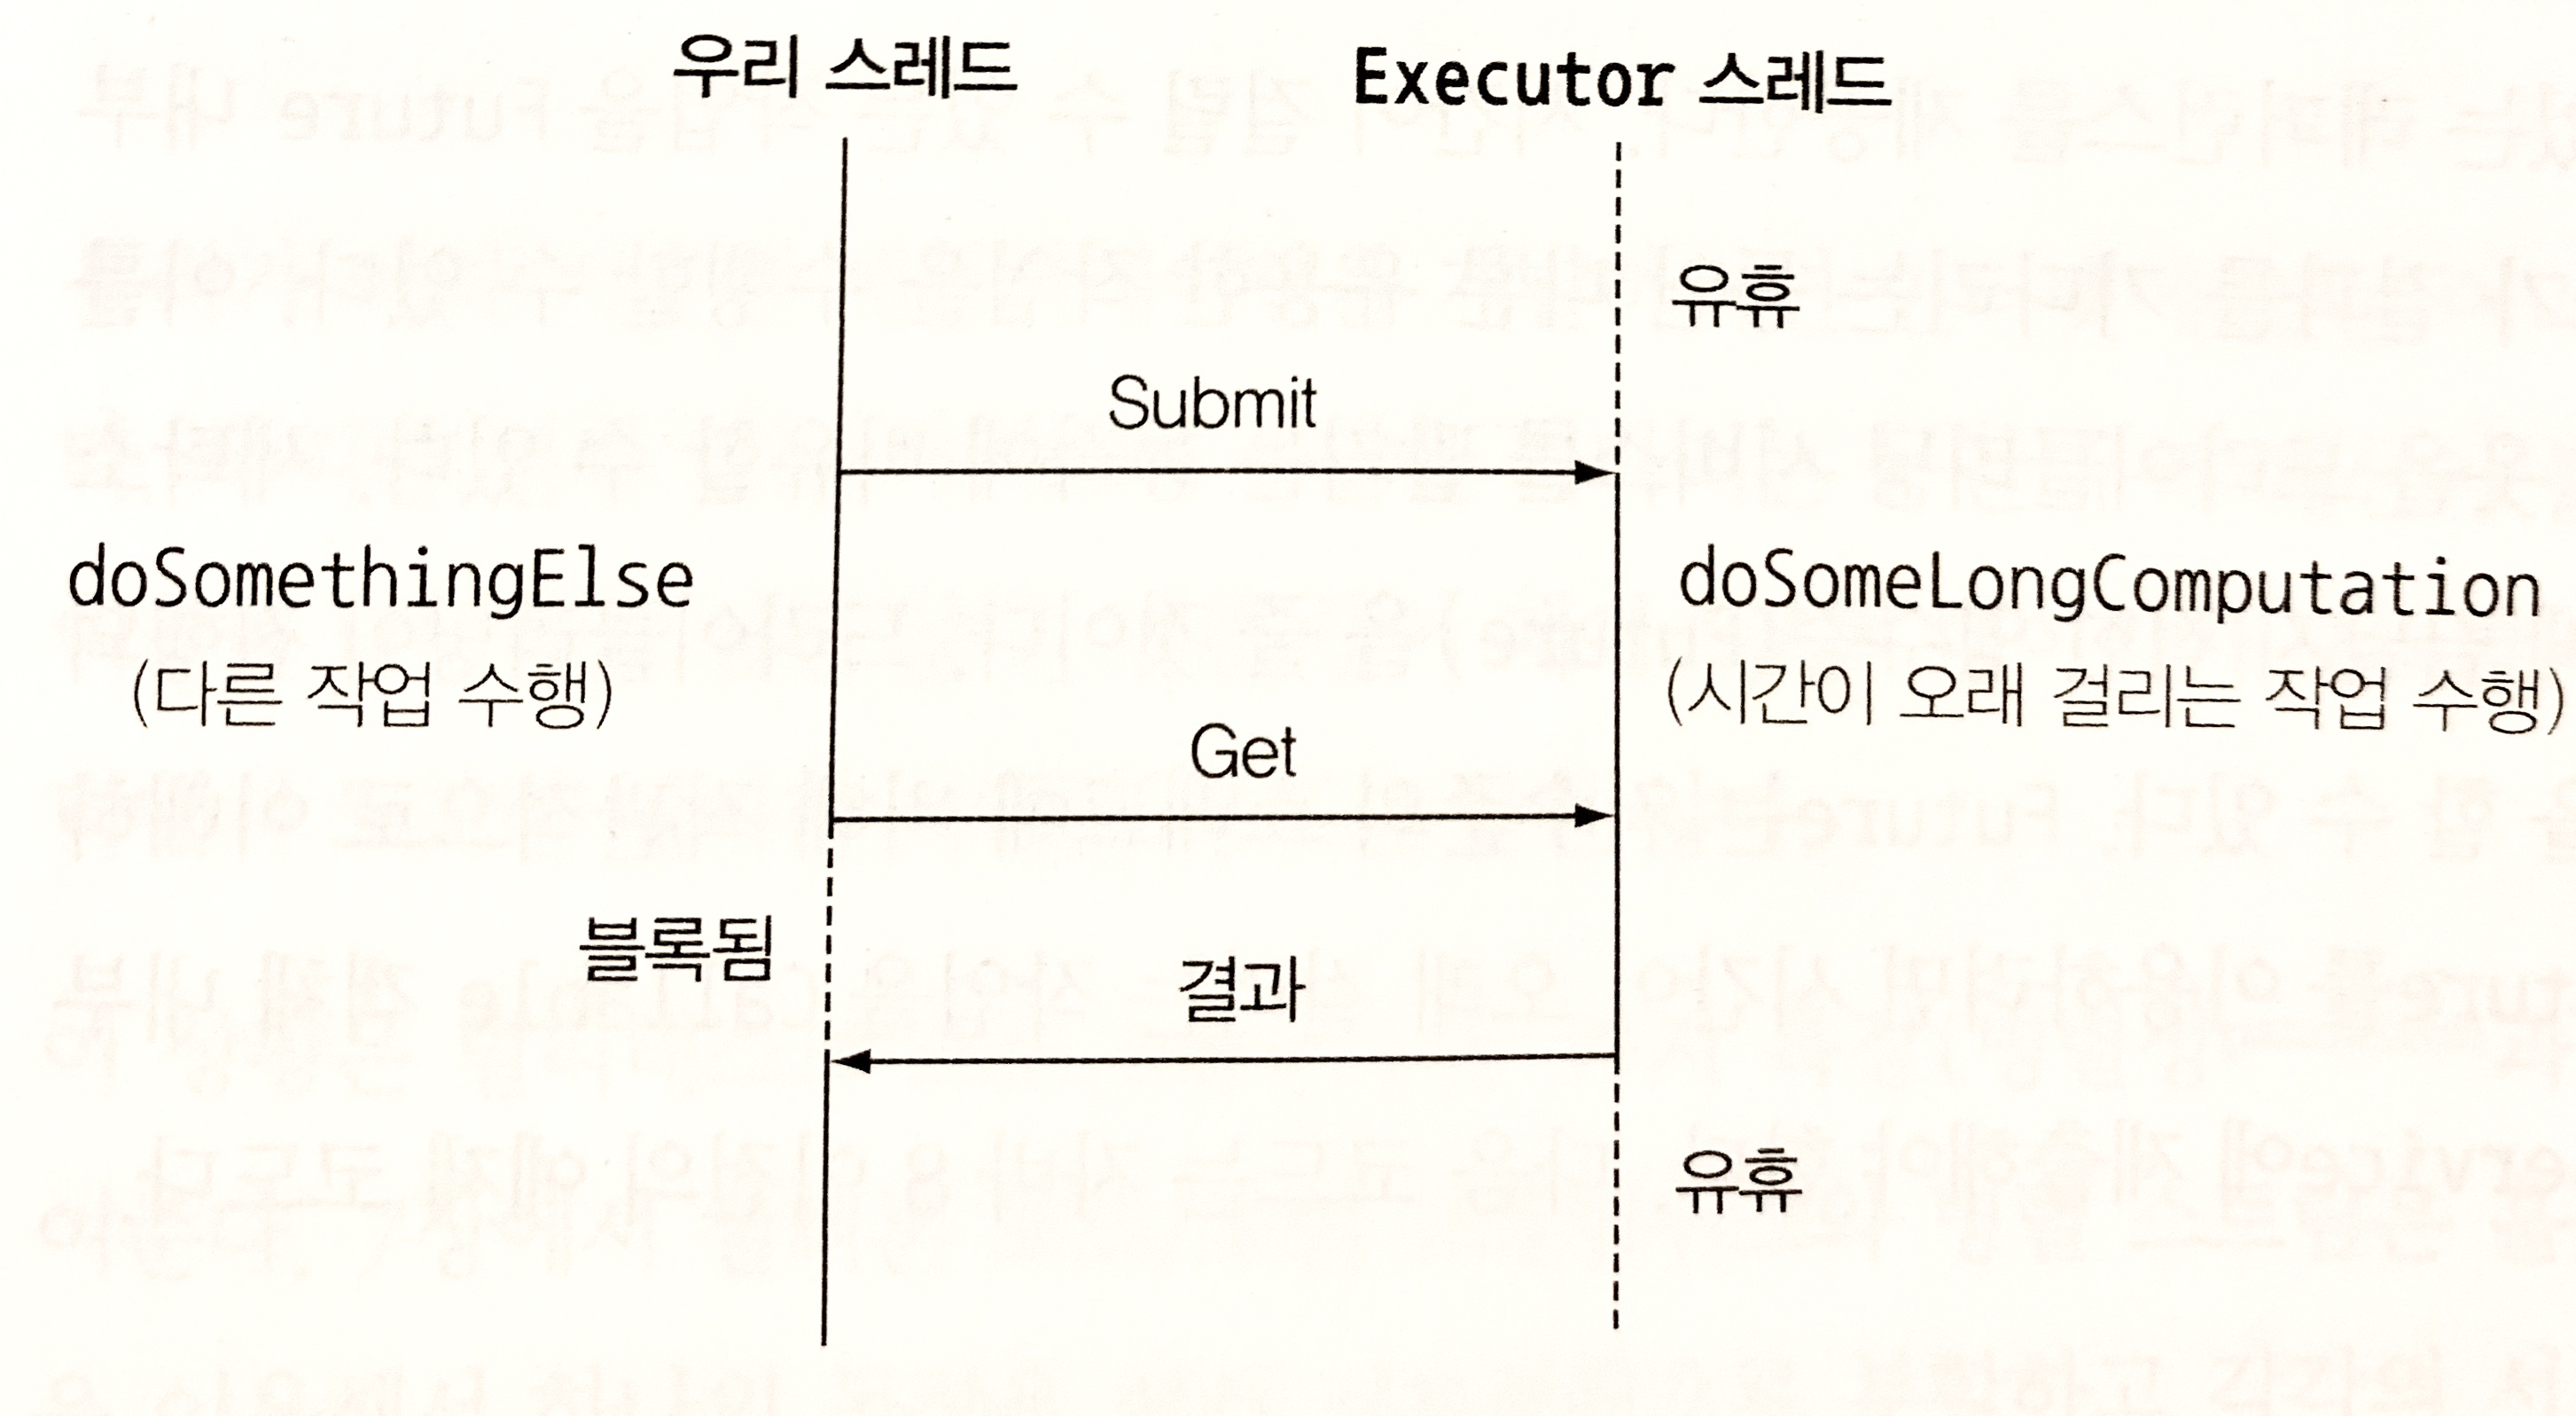 우리 스레드
Executor 스레드
유휴
Submit
doSomethingElse
(다른 작업 수행)
doSomeLongComputation
(시간이 오래 걸리는 작업 수행)
Get
블록됨
결과
유휴